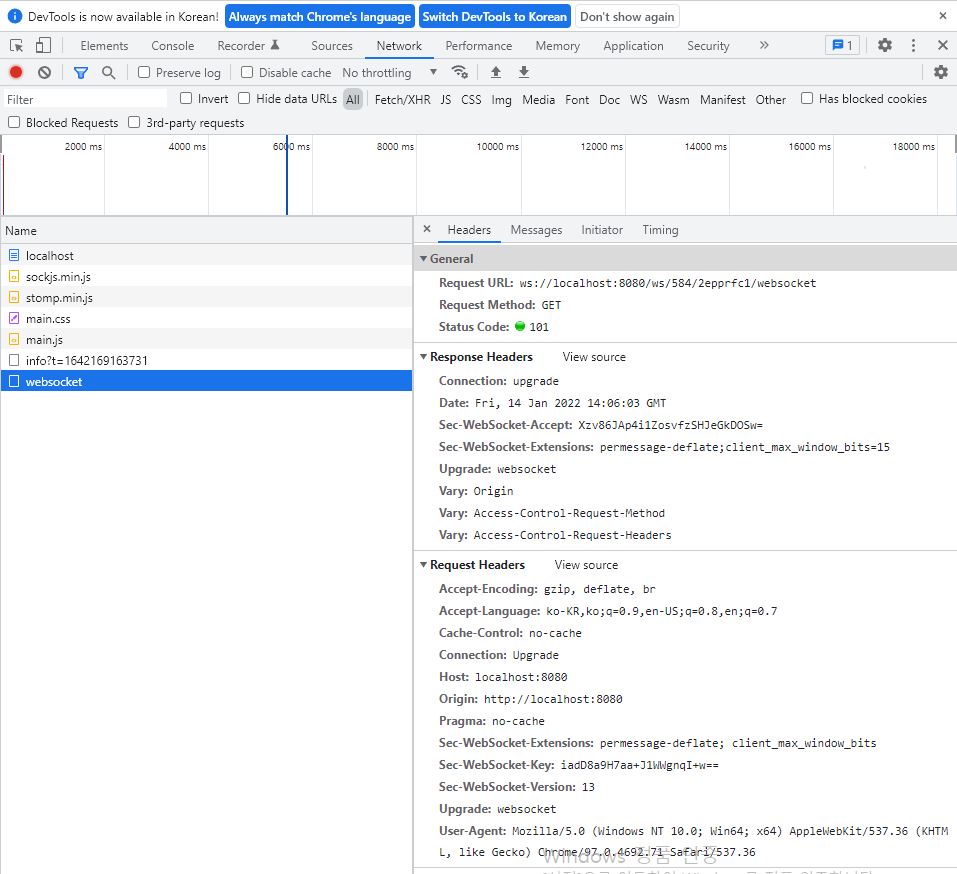 DevTools is now available in Korean! Always match Chrome's language Switch DevTools to Korean Don't show again
Elements Console Recorder Sources Network Performance Memory Application Security 1
Preserve log Disable cache No throttling
Filter Invert Hide data URLs All Fetch/XHR JS CSS Img Media Font Doc WS Wasm Manifest Other Has blocked cookies
Blocked Requests 3rd-party requests
2000 ms 4000 ms 6000 ms 8000 ms 10000 ms 12000 ms 14000 ms 16000 ms 18000 ms
Name
localhost
sockjs.min.js
stomp.min.js
main.css
main.js
info?t=1642169163731
websocket
Headers Messages Initiator Timing
General
Request URL: ws://localhost:8080/ws/584/2epprfc1/websocket
Request Method: GET
Status Code: 101
Response Headers View source
Connection: upgrade
Date: Fri, 14 Jan 2022 14:06:03 GMT
Sec-WebSocket-Accept: Xzv86JAp4i1ZosvfzSHJeGkDOSw=
Sec-WebSocket-Extensions: permessage-deflate;client_max_window_bits=15
Upgrade: websocket
Vary: Origin
Vary: Access-Control-Request-Method
Vary: Access-Control-Request-Headers
Request Headers View source
Accept-Encoding: gzip, deflate, br
Accept-Language: ko-KR,ko;q=0.9,en-US;q=0.8,en;q=0.7
Cache-Control: no-cache
Connection: Upgrade
Host: localhost:8080
Origin: http://localhost:8080
Pragma: no-cache
Sec-WebSocket-Extensions: permessage-deflate; client_max_window_bits
Sec-WebSocket-Key: iadD8a9H7aa+J1WWgnqI+w==
Sec-WebSocket-Version: 13
Upgrade: websocket
User-Agent: Mozilla/5.0 (Windows NT 10.0; Win64; x64) AppleWebKit/537.36 (KHTM
L, like Gecko) Chrome/97.0.4692.71 Safari/537.36
Windows 정품 인증